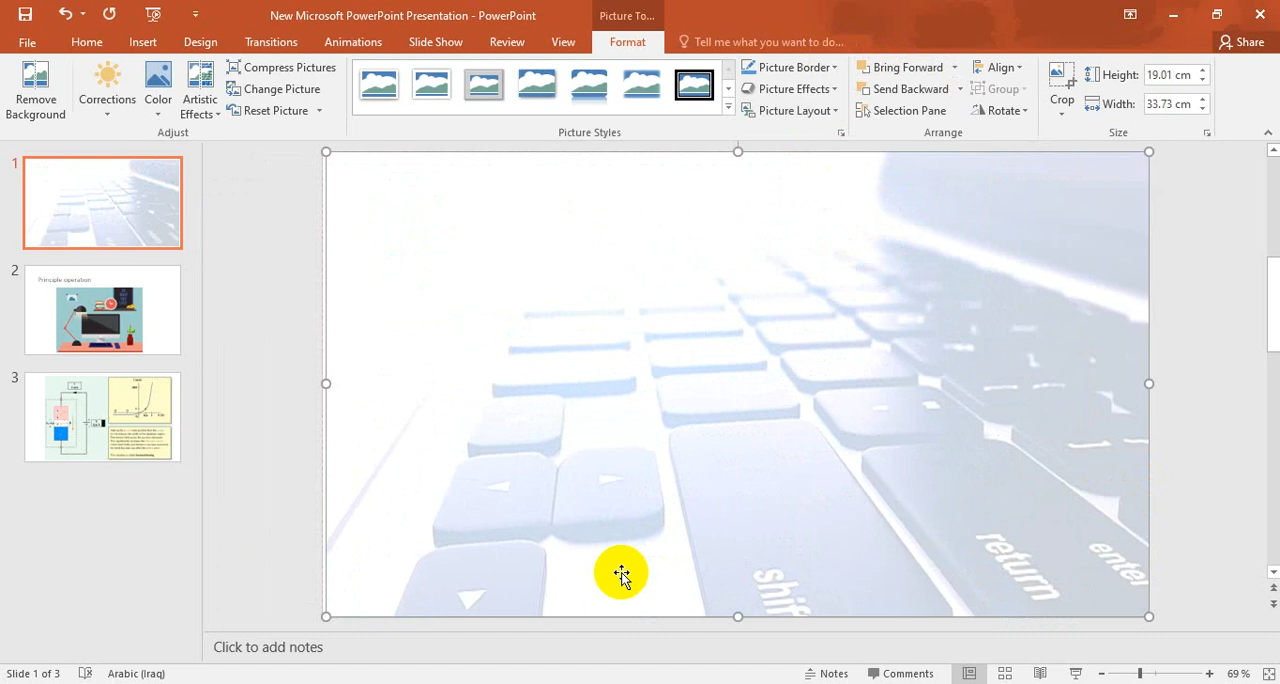 New Microsoft PowerPoint Presentation - PowerPoint
Picture To...
File
Home
Insert
Design
Transitions
Animations
Slide Show
Review
View
Format
Tell me what you want to do...
Share
Remove
Background
Corrections
Color
Artistic
Effects
Compress Pictures
Change Picture
Reset Picture
Adjust
Picture Styles
Picture Border
Picture Effects
Picture Layout
Bring Forward
Send Backward
Selection Pane
Align
Group
Rotate
Arrange
Crop
Height: 19.01 cm
Width: 33.73 cm
Size
1
2
Principle operation
3
shift
return
enter
Click to add notes
Slide 1 of 3
Arabic (Iraq)
Notes
Comments
69 %